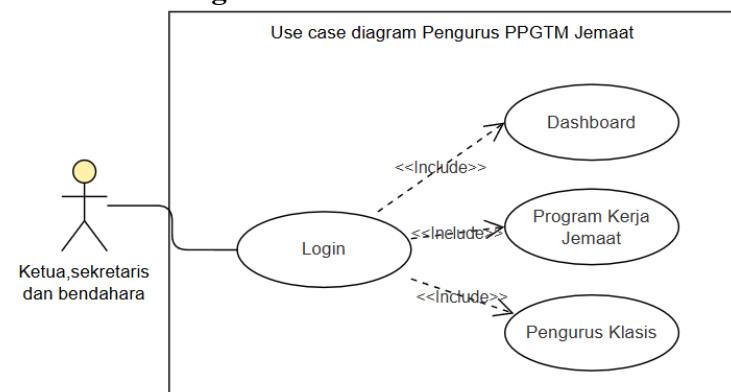 Use case diagram Pengurus PPGTM Jemaat
Dashboard
<<Include>>
Program Kerja
Jemaat
<<Include>>
Login
Ketua,sekretaris
dan bendahara
<<Include>>
Pengurus Klasis